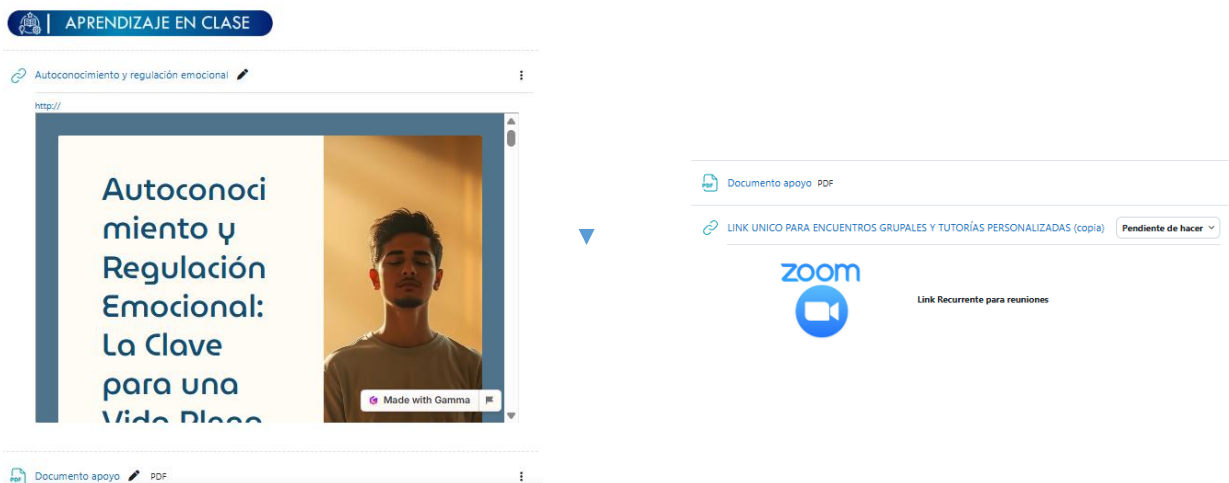 APRENDIZAJE EN CLASE
Autoconocimiento y regulación emocional
http://
Autoconoci
miento y
Regulación
Emocional:
La Clave
para una
Vida Plena
Made with Gamma
PDF
Documento apoyo PDF
PDF
Documento apoyo PDF
LINK UNICO PARA ENCUENTROS GRUPALES Y TUTORÍAS PERSONALIZADAS (copia) Pendiente de hacer
zoom
Link Recurrente para reuniones